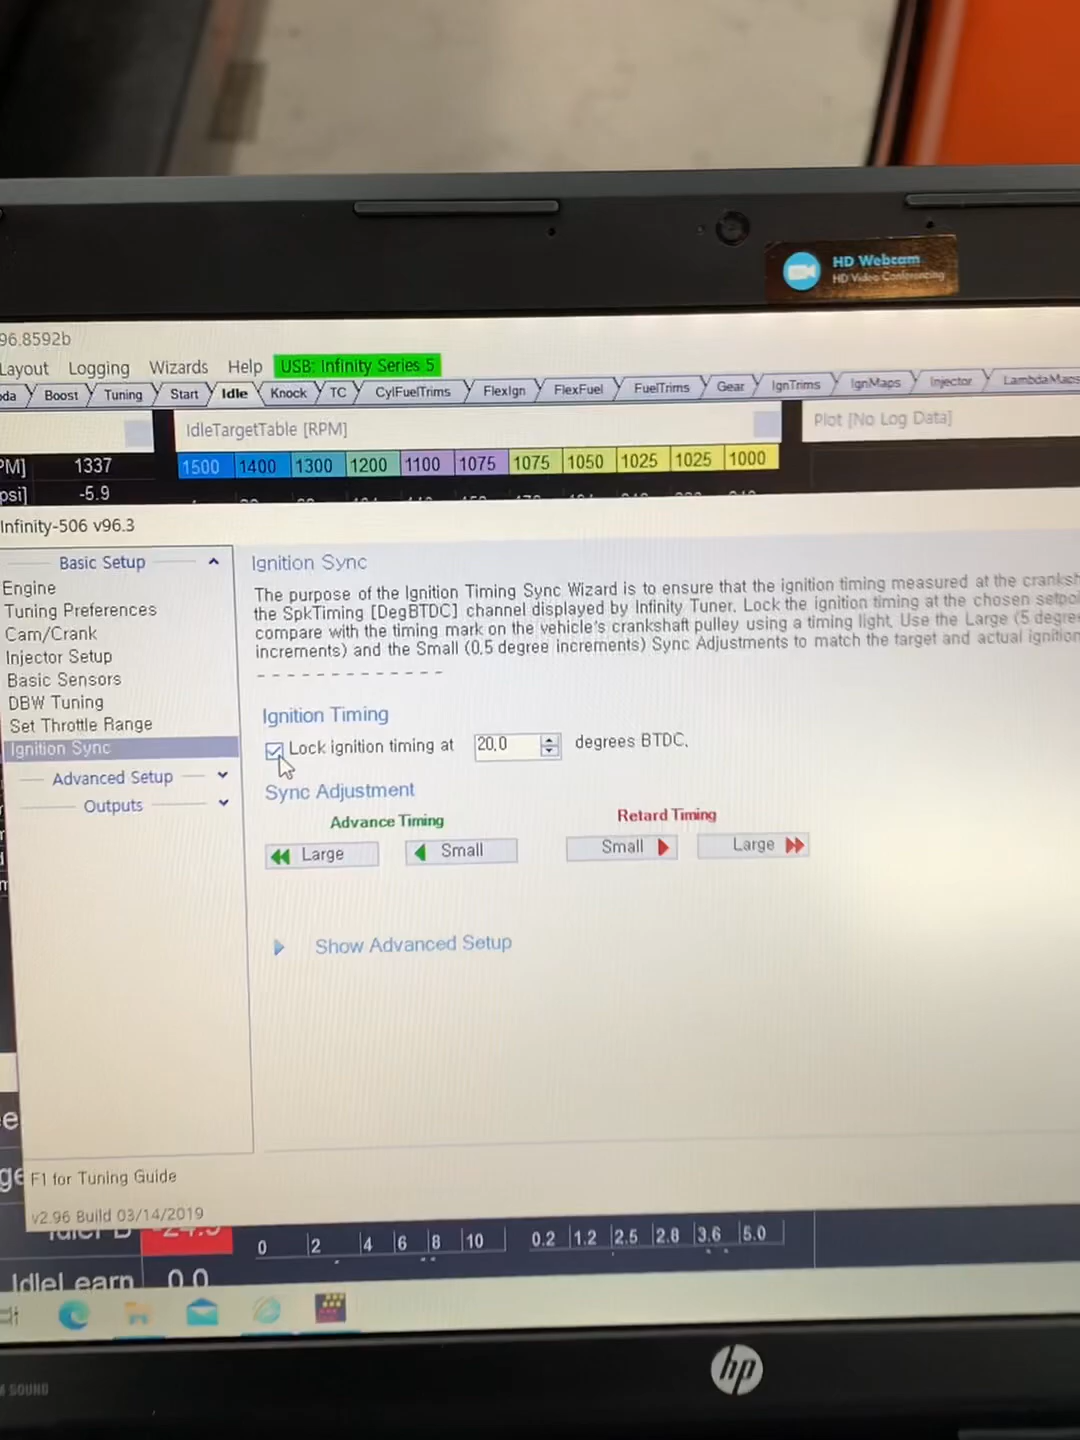 HD Webcam
HD Video Conferencing
96.8592b
Layout Logging Wizards Help USB: Infinity Series 5
Boost Tuning Start Idle Knock TC CylFuelTrims FlexIgn FlexFuel FuelTrims Gear IgnTrims IgnMaps Injector LambdaMaps
IdleTargetTable [RPM]
Plot [No Log Data]
PM] 1337
1500 1400 1300 1200 1100 1075 1075 1050 1025 1025 1000
psi] -5.9
Infinity-506 v96.3
Basic Setup
Engine
Tuning Preferences
Cam/Crank
Injector Setup
Basic Sensors
DBW Tuning
Set Throttle Range
Ignition Sync
Advanced Setup
Outputs
Ignition Sync
The purpose of the Ignition Timing Sync Wizard is to ensure that the ignition timing measured at the cranksh
the SpkTiming [DegBTDC] channel displayed by Infinity Tuner. Lock the ignition timing at the chosen setpoi
compare with the timing mark on the vehicle's crankshaft pulley using a timing light. Use the Large (5 degre
increments) and the Small (0.5 degree increments) Sync Adjustments to match the target and actual ignition
Ignition Timing
Lock ignition timing at 20.0 degrees BTDC.
Sync Adjustment
Advance Timing
Retard Timing
Large Small Small Large
Show Advanced Setup
F1 for Tuning Guide
v2.96 Build 03/14/2019
0 2 4 6 8 10 0.2 1.2 2.5 2.8 3.6 5.0
IdleLearn 0.0
hp
SOUND